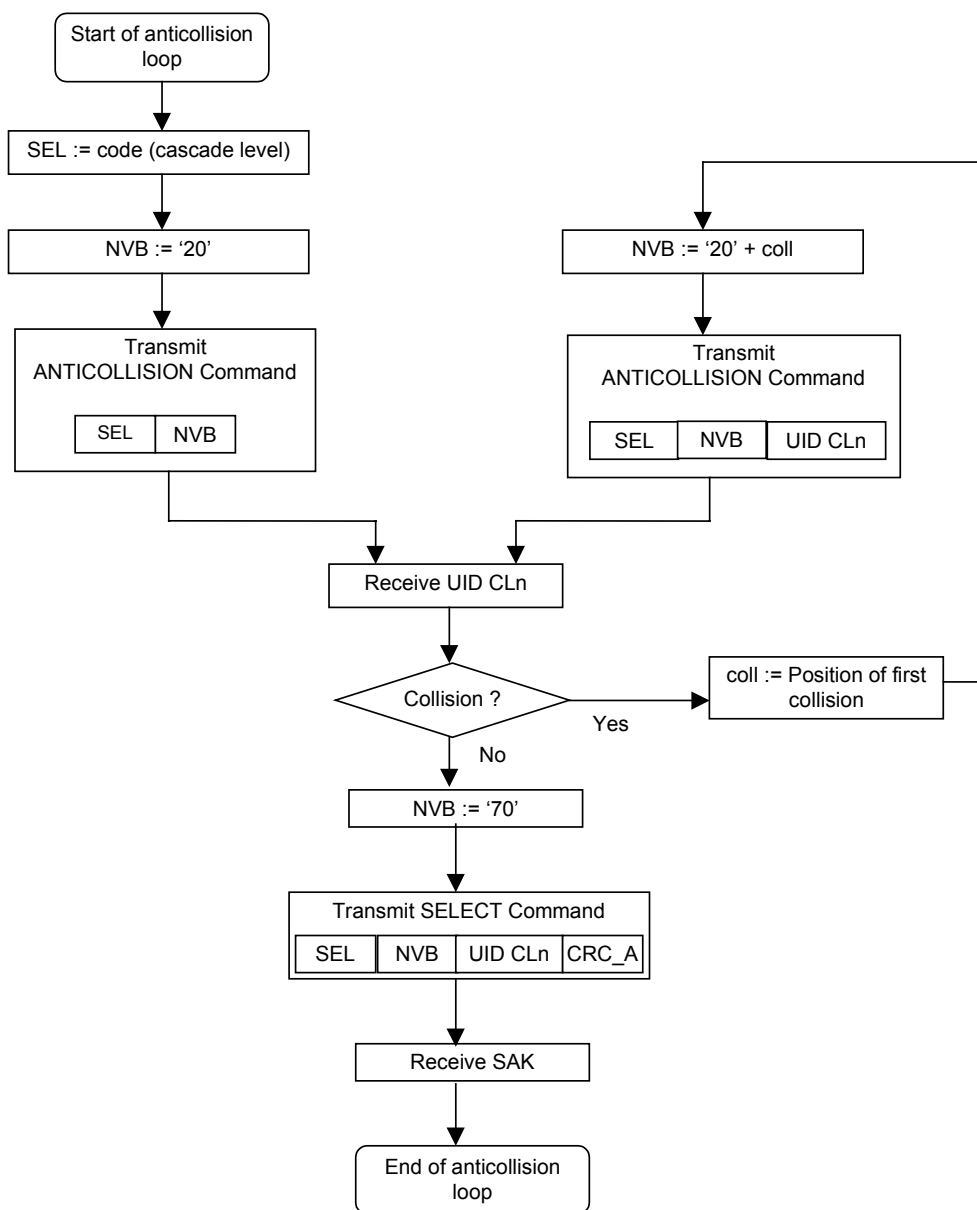 Start of anticollision
loop
SEL := code (cascade level)
NVB := ‘20’
Transmit
ANTICOLLISION Command
SEL NVB
NVB := ‘20’ + coll
Transmit
ANTICOLLISION Command
SEL NVB UID CLn
Receive UID CLn
Collision ?
Yes
coll := Position of first
collision
No
NVB := ‘70’
Transmit SELECT Command
SEL NVB UID CLn CRC_A
Receive SAK
End of anticollision
loop